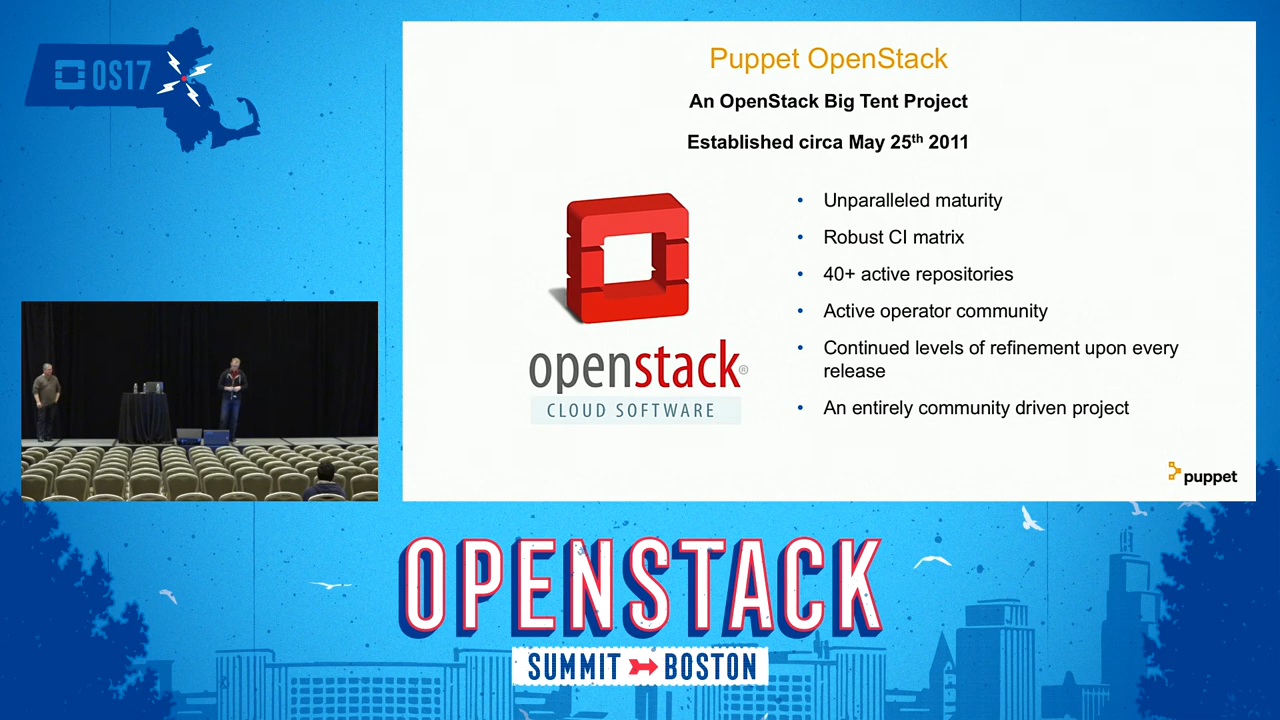 OS17
Puppet OpenStack
An OpenStack Big Tent Project
Established circa May 25th 2011
• Unparalleled maturity
• Robust CI matrix
• 40+ active repositories
• Active operator community
• Continued levels of refinement upon every
release
• An entirely community driven project
openstack®
CLOUD SOFTWARE
puppet
OPENSTACK
SUMMIT BOSTON